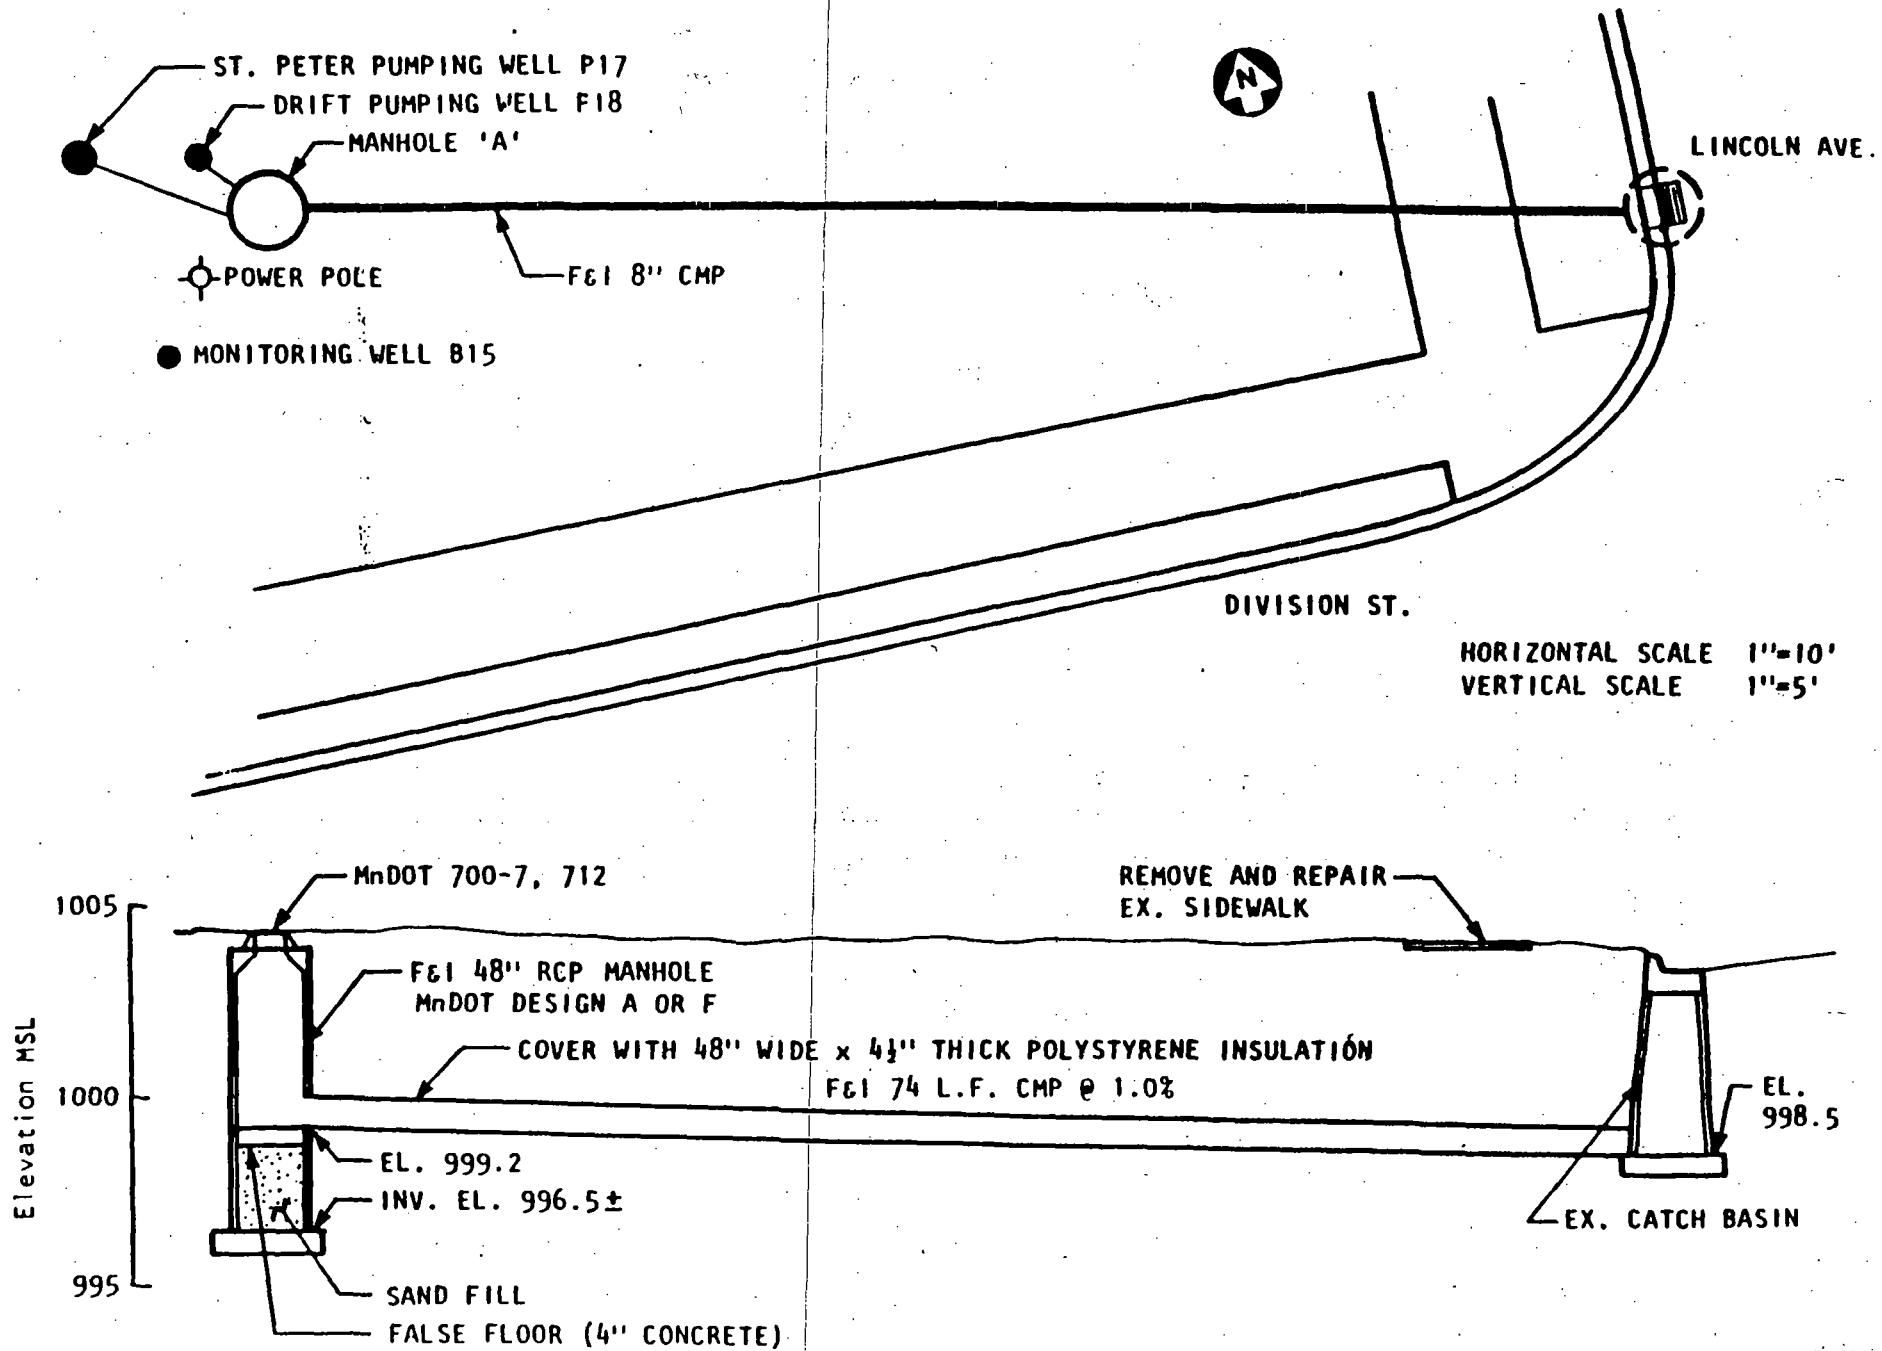 ST. PETER PUMPING WELL P17
DRIFT PUMPING WELL F18
MANHOLE 'A'
N
LINCOLN AVE.
POWER POLE
F&I 8" CMP
MONITORING WELL B15
DIVISION ST.
HORIZONTAL SCALE 1"=10'
VERTICAL SCALE 1"=5'
MnDOT 700-7, 712
REMOVE AND REPAIR
EX. SIDEWALK
1005
F&I 48" RCP MANHOLE
MnDOT DESIGN A OR F
COVER WITH 48" WIDE x 4½" THICK POLYSTYRENE INSULATION
F&I 74 L.F. CMP @ 1.0%
1000
EL.
998.5
Elevation MSL
EL. 999.2
INV. EL. 996.5±
EX. CATCH BASIN
995
SAND FILL
FALSE FLOOR (4" CONCRETE)